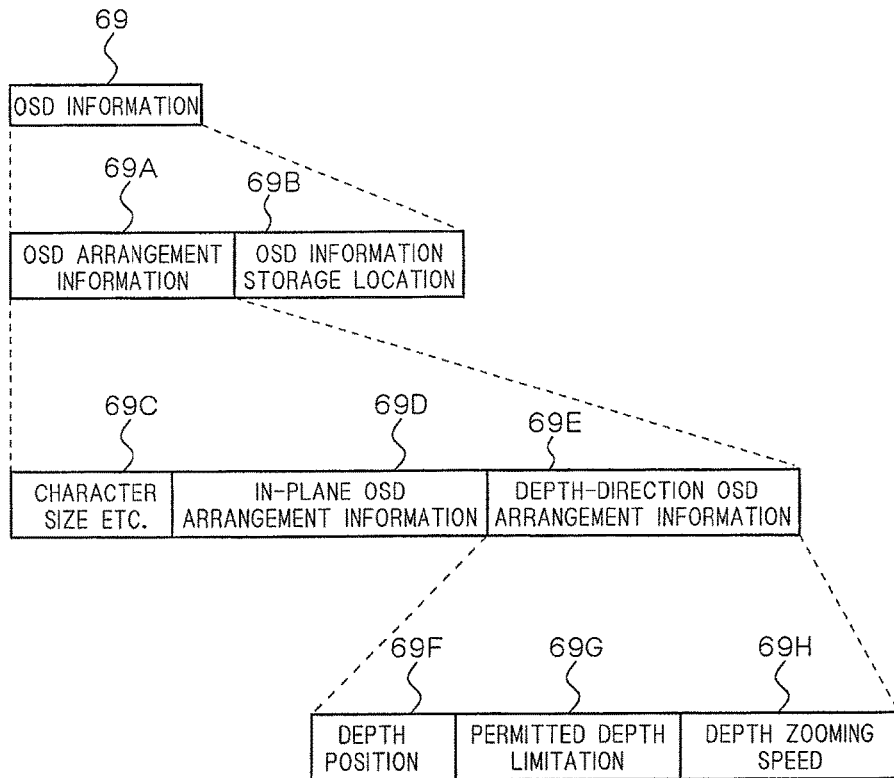 69
OSD INFORMATION
69A
69B
OSD ARRANGEMENT
INFORMATION
OSD INFORMATION
STORAGE LOCATION
69C
69D
69E
CHARACTER
SIZE ETC.
IN-PLANE OSD
ARRANGEMENT INFORMATION
DEPTH-DIRECTION OSD
ARRANGEMENT INFORMATION
69F
69G
69H
DEPTH
POSITION
PERMITTED DEPTH
LIMITATION
DEPTH ZOOMING
SPEED